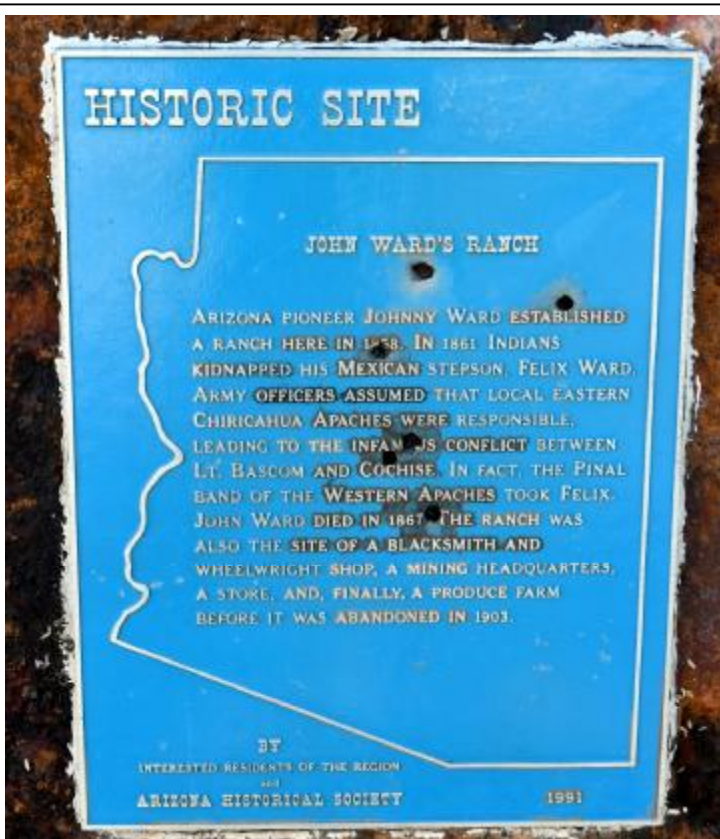 HISTORIC SITE
JOHN WARD'S RANCH
ARIZONA PIONEER JOHNNY WARD ESTABLISHED
A RANCH HERE IN 1858. IN 1861 INDIANS
KIDNAPPED HIS MEXICAN STEPSON, FELIX WARD.
ARMY OFFICERS ASSUMED THAT LOCAL EASTERN
CHIRICAHUA APACHES WERE RESPONSIBLE,
LEADING TO THE INFAMOUS CONFLICT BETWEEN
LT. BASCOM AND COCHISE. IN FACT, THE PINAL
BAND OF THE WESTERN APACHES TOOK FELIX.
JOHN WARD DIED IN 1867. THE RANCH WAS
ALSO THE SITE OF A BLACKSMITH AND
WHEELWRIGHT SHOP, A MINING HEADQUARTERS,
A STORE, AND, FINALLY, A PRODUCE FARM
BEFORE IT WAS ABANDONED IN 1903.
BY
INTERESTED RESIDENTS OF THE REGION
and
ARIZONA HISTORICAL SOCIETY 1991